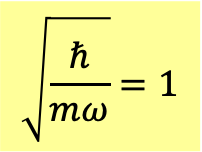 √(ħ/mω) = 1